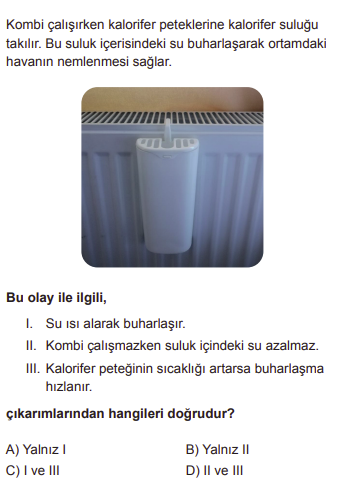 Kombi çalışırken kalorifer peteklerine kalorifer suluğu
takılır. Bu suluk içerisindeki su buharlaşarak ortamdaki
havanın nemlenmesi sağlar.
Bu olay ile ilgili,
I. Su ısı alarak buharlaşır.
II. Kombi çalışmazken suluk içindeki su azalmaz.
III. Kalorifer peteğinin sıcaklığı artarsa buharlaşma
hızlanır.
çıkarımlarından hangileri doğrudur?
A) Yalnız I B) Yalnız II
C) I ve III D) II ve III